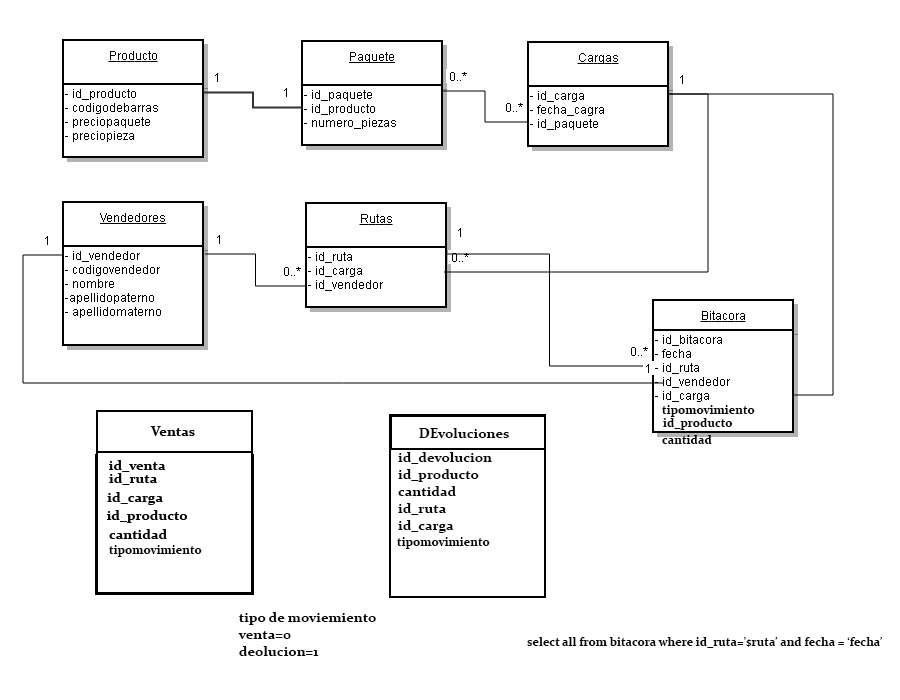 Producto
- id_producto
- codigodebarras
- preciopaquete
- preciopieza
1
1
Paquete
- id_paquete
- id_producto
- numero_piezas
0..*
0..*
Cargas
- id_carga
- fecha_cagra
- id_paquete
1
1
Vendedores
- id_vendedor
- codigovendedor
- nombre
-apellidopaterno
- apellidomaterno
1
0..*
Rutas
- id_ruta
- id_carga
- id_vendedor
1
0..*
0..*
1
Bitacora
- id_bitacora
- fecha
- id_ruta
- id_vendedor
- id_carga
tipomovimiento
id_producto
cantidad
Ventas
id_venta
id_ruta
id_carga
id_producto
cantidad
tipomovimiento
DEvoluciones
id_devolucion
id_producto
cantidad
id_ruta
id_carga
tipomovimiento
tipo de moviemiento
venta=0
deolucion=1
select all from bitacora where id_ruta='$ruta' and fecha = 'fecha'